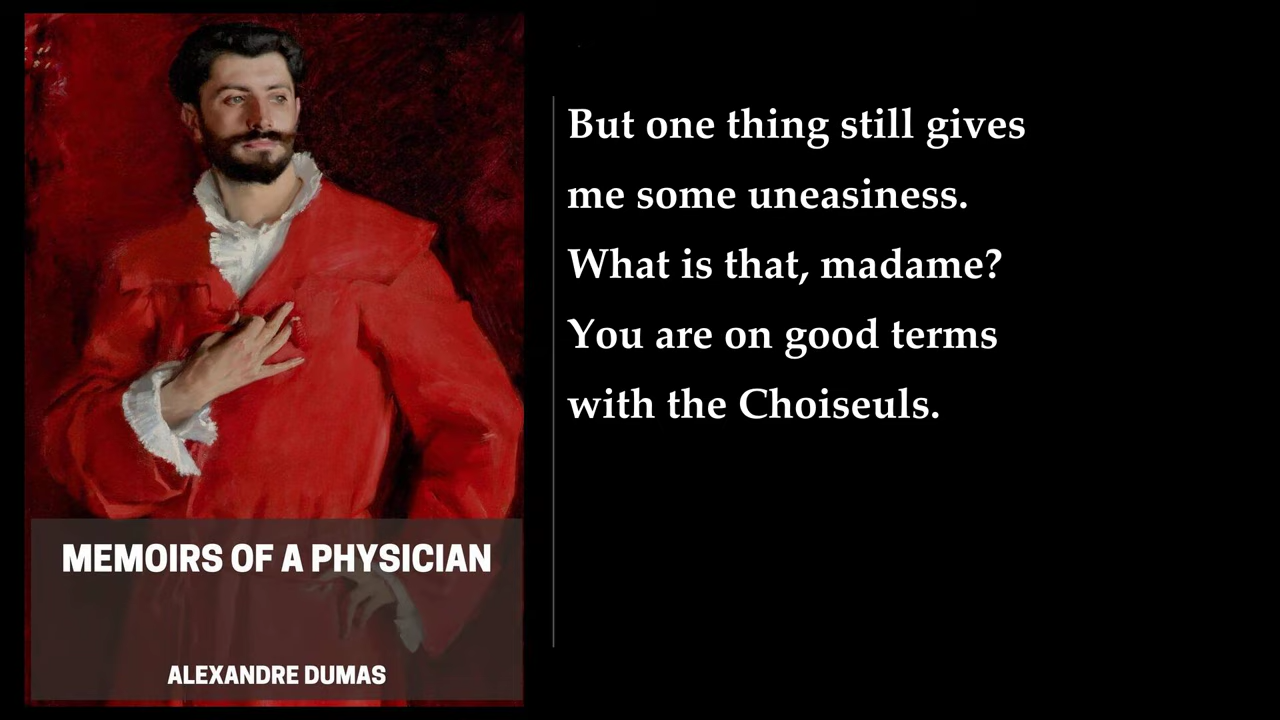 But one thing still gives
me some uneasiness.
What is that, madame?
You are on good terms
with the Choiseuls.
MEMOIRS OF A PHYSICIAN
ALEXANDRE DUMAS